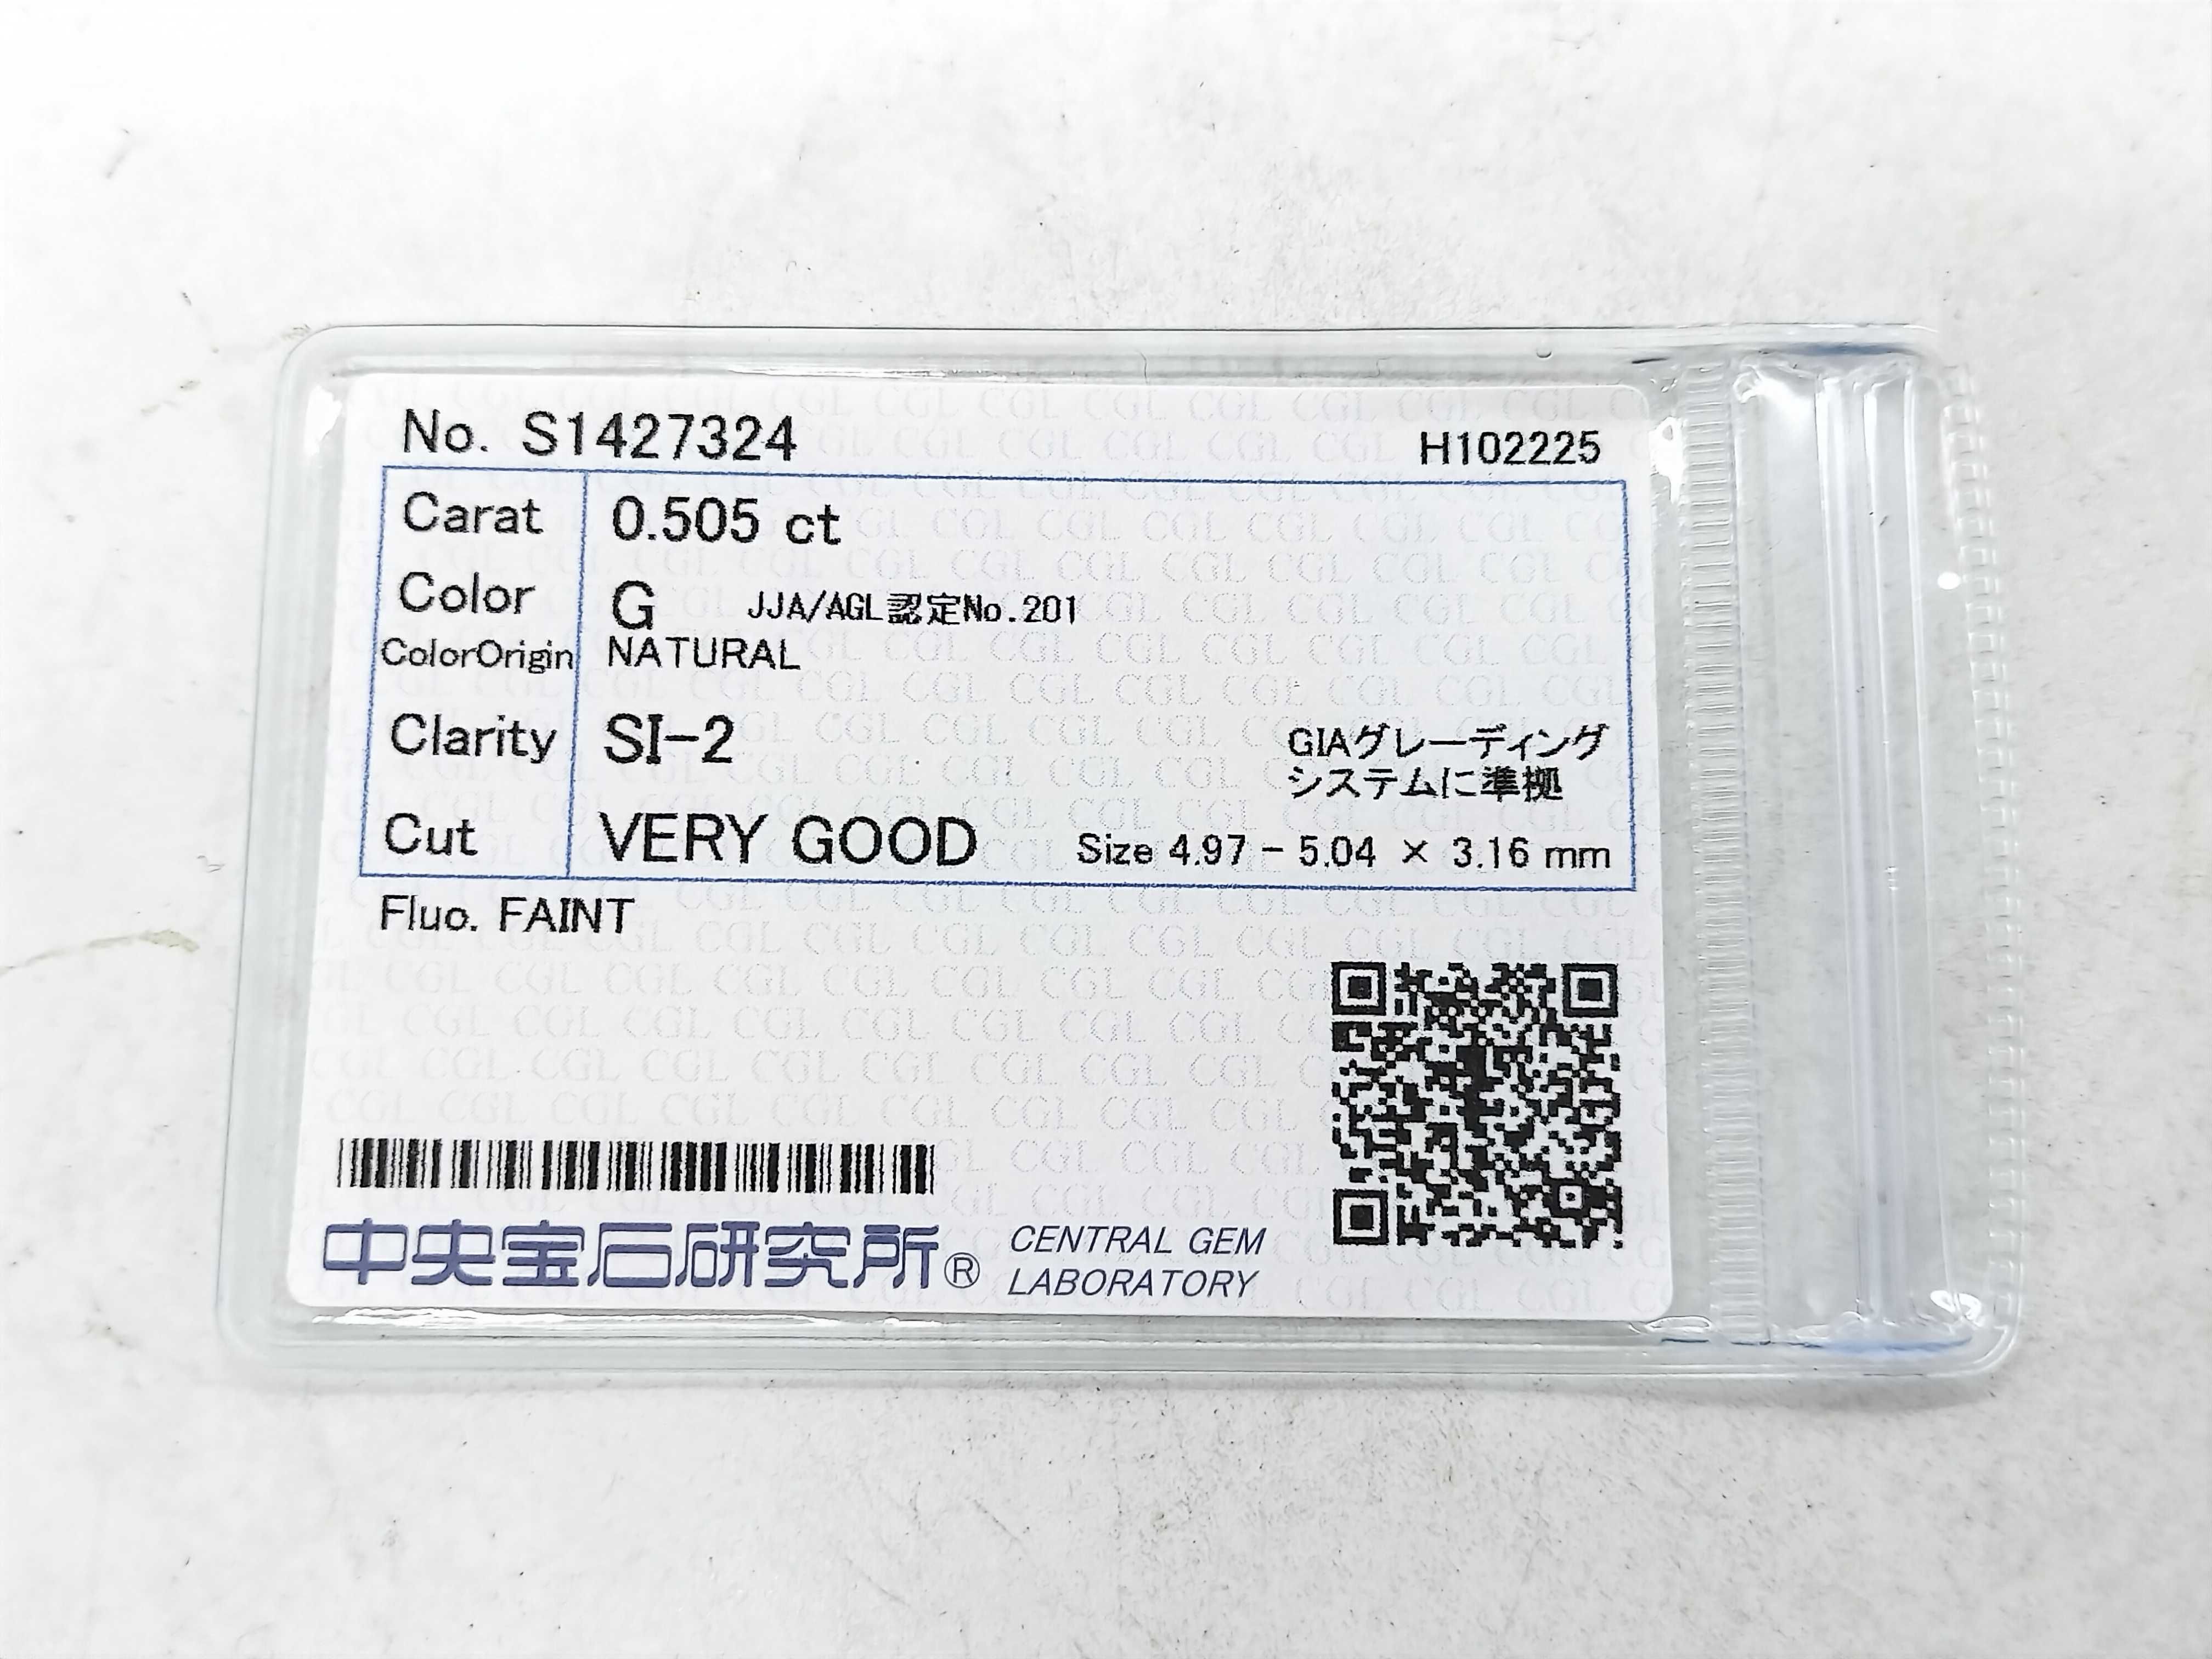 No. S1427324 H102225
Carat 0.505 ct
Color G JJA/AGL認定No.201
ColorOrigin NATURAL
Clarity SI-2 GIAグレーディング
システムに準拠
Cut VERY GOOD Size 4.97 - 5.04 × 3.16 mm
Fluo. FAINT
中央宝石研究所® CENTRAL GEM
LABORATORY